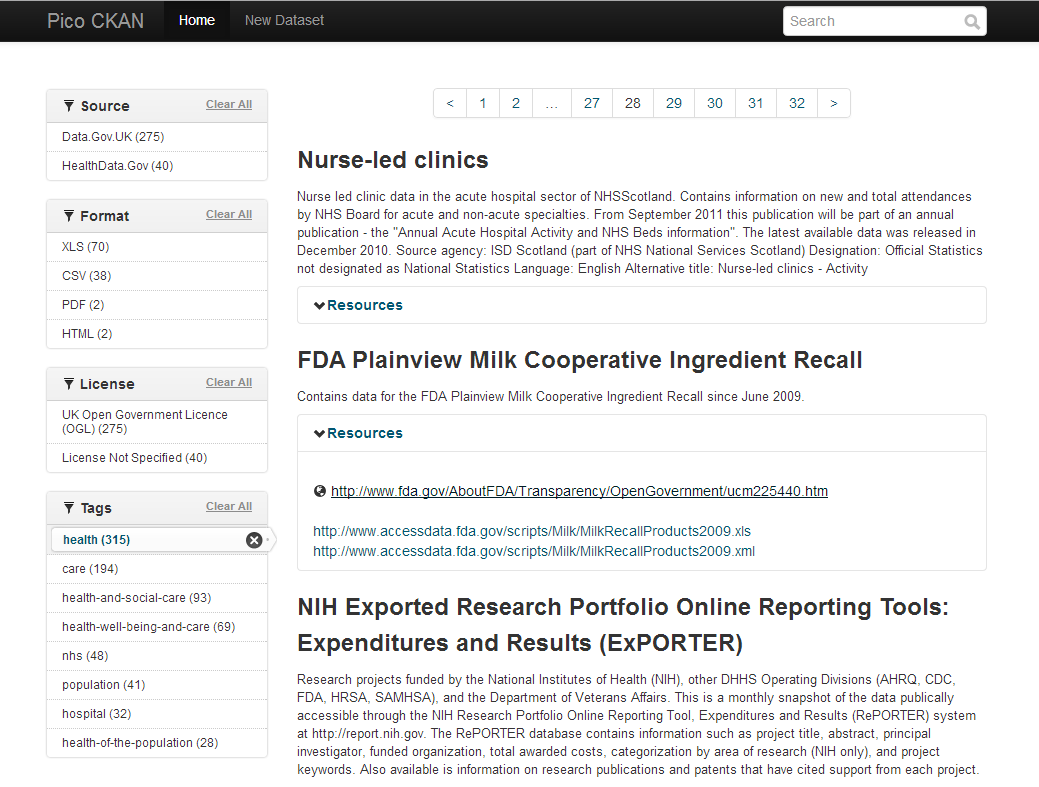 Pico CKAN Home New Dataset Search
Source Clear All
Data.Gov.UK (275)
HealthData.Gov (40)
Format Clear All
XLS (70)
CSV (38)
PDF (2)
HTML (2)
License Clear All
UK Open Government Licence
(OGL) (275)
License Not Specified (40)
Tags Clear All
health (315)
care (194)
health-and-social-care (93)
health-well-being-and-care (69)
nhs (48)
population (41)
hospital (32)
health-of-the-population (28)
< 1 2 ... 27 28 29 30 31 32 >
Nurse-led clinics
Nurse led clinic data in the acute hospital sector of NHSScotland. Contains information on new and total attendances
by NHS Board for acute and non-acute specialties. From September 2011 this publication will be part of an annual
publication - the "Annual Acute Hospital Activity and NHS Beds information". The latest available data was released in
December 2010. Source agency: ISD Scotland (part of NHS National Services Scotland) Designation: Official Statistics
not designated as National Statistics Language: English Alternative title: Nurse-led clinics - Activity
Resources
FDA Plainview Milk Cooperative Ingredient Recall
Contains data for the FDA Plainview Milk Cooperative Ingredient Recall since June 2009.
Resources
http://www.fda.gov/AboutFDA/Transparency/OpenGovernment/ucm225440.htm
http://www.accessdata.fda.gov/scripts/Milk/MilkRecallProducts2009.xls
http://www.accessdata.fda.gov/scripts/Milk/MilkRecallProducts2009.xml
NIH Exported Research Portfolio Online Reporting Tools:
Expenditures and Results (ExPORTER)
Research projects funded by the National Institutes of Health (NIH), other DHHS Operating Divisions (AHRQ, CDC,
FDA, HRSA, SAMHSA), and the Department of Veterans Affairs. This is a monthly snapshot of the data publically
accessible through the NIH Research Portfolio Online Reporting Tool, Expenditures and Results (RePORTER) system
at http://report.nih.gov. The RePORTER database contains information such as project title, abstract, principal
investigator, funded organization, total awarded costs, categorization by area of research (NIH only), and project
keywords. Also available is information on research publications and patents that have cited support from each project.